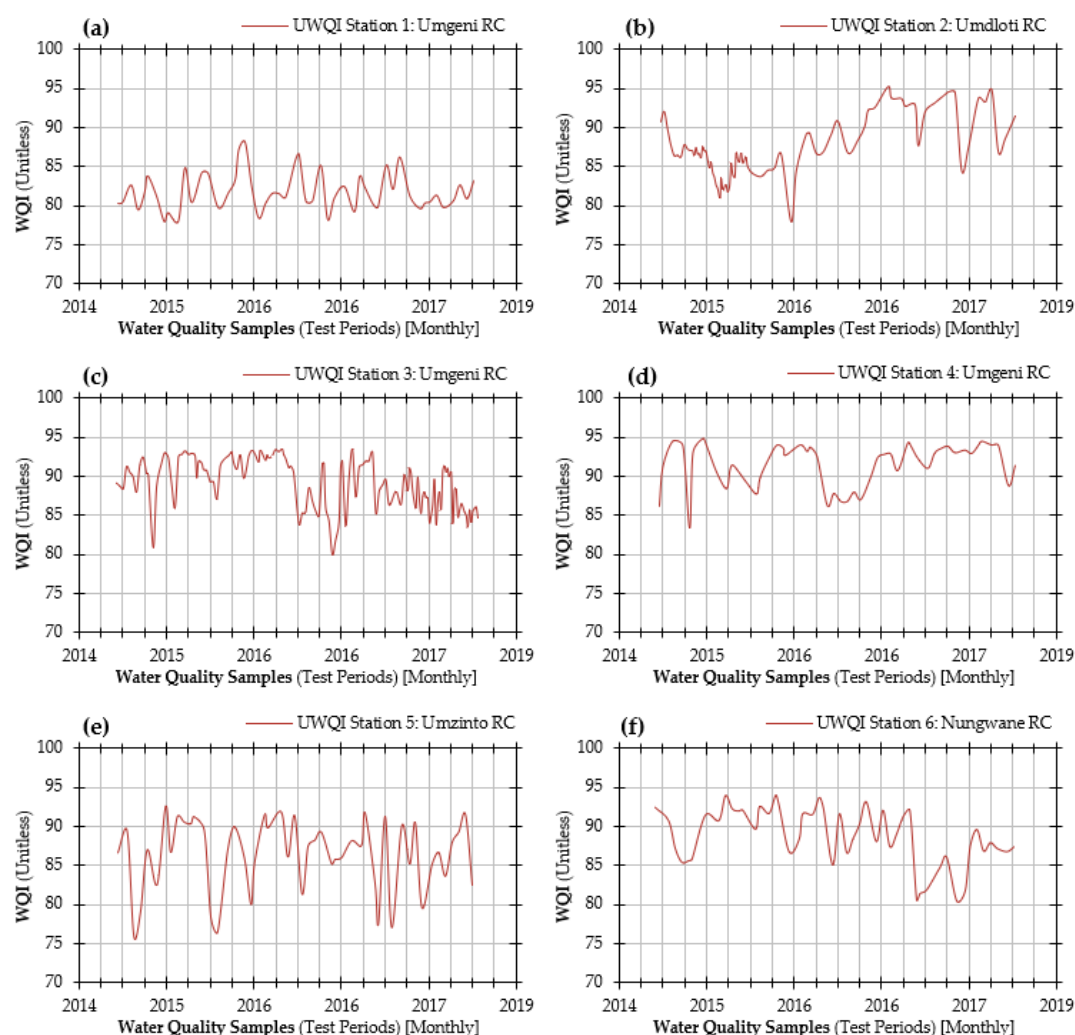 (a) UWQI Station 1: Umgeni RC
100
95
90
85
80
75
70
WQI (Unitless)
2014 2015 2016 2016 2017 2019
Water Quality Samples (Test Periods) [Monthly]
(b) UWQI Station 2: Umdloti RC
100
95
90
85
80
75
70
WQI (Unitless)
2014 2015 2016 2016 2017 2019
Water Quality Samples (Test Periods) [Monthly]
(c) UWQI Station 3: Umgeni RC
100
95
90
85
80
75
70
WQI (Unitless)
2014 2015 2016 2016 2017 2019
Water Quality Samples (Test Periods) [Monthly]
(d) UWQI Station 4: Umgeni RC
100
95
90
85
80
75
70
WQI (Unitless)
2014 2015 2016 2016 2017 2019
Water Quality Samples (Test Periods) [Monthly]
(e) UWQI Station 5: Umzinto RC
100
95
90
85
80
75
70
WQI (Unitless)
2014 2015 2016 2016 2017 2019
Water Quality Samples (Test Periods) [Monthly]
(f) UWQI Station 6: Nungwane RC
100
95
90
85
80
75
70
WQI (Unitless)
2014 2015 2016 2016 2017 2019
Water Quality Samples (Test Periods) [Monthly]